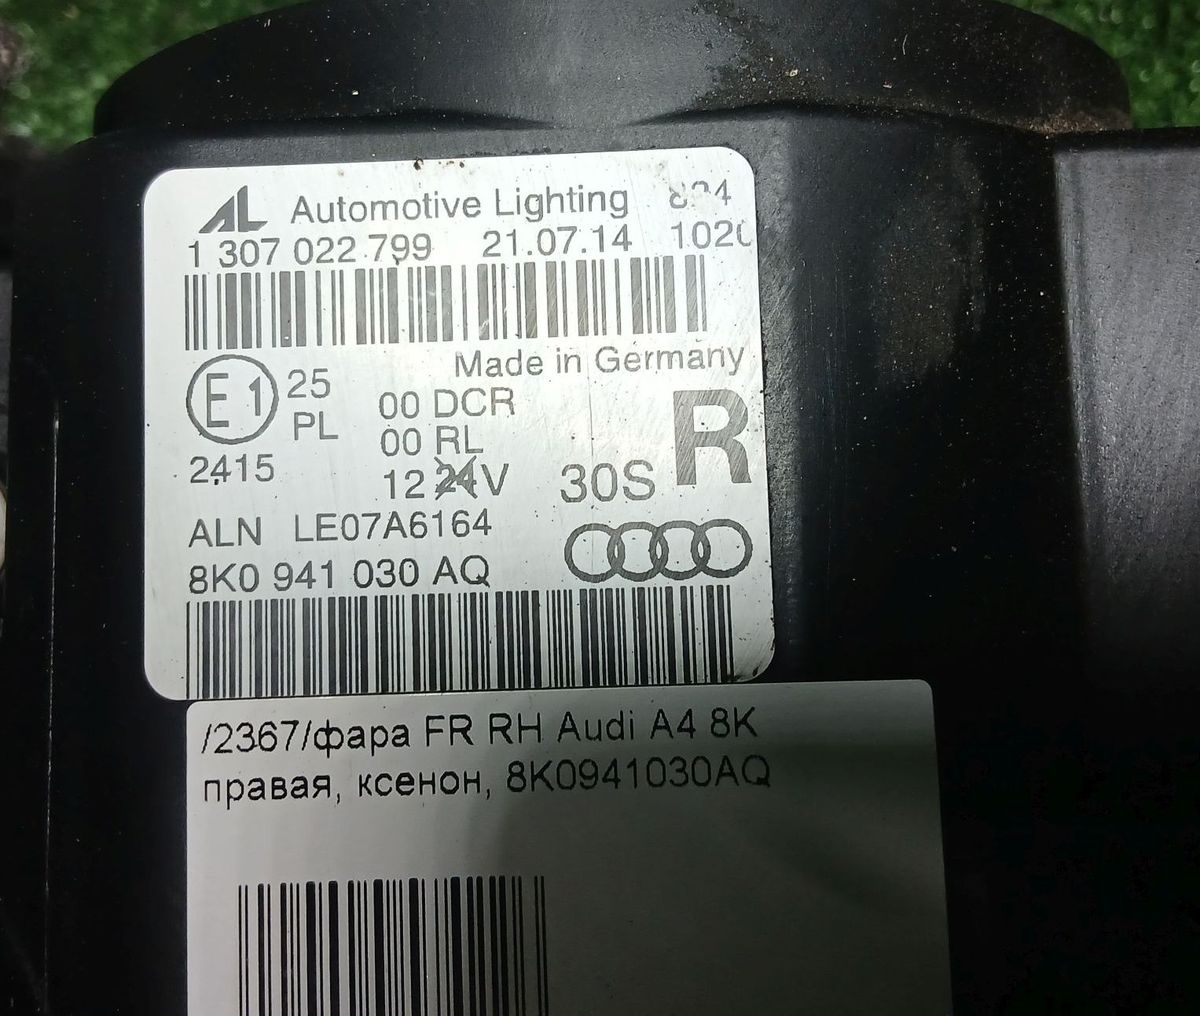 AL Automotive Lighting
1 307 022 799 21.07.14
Made in Germany
E1 25 00 DCR R
PL 00 RL
2415 12 24V 30S
ALN LE07A6164
8K0 941 030 AQ
/2367/фара FR RH Audi A4 8K
правая, ксенон, 8K0941030AQ